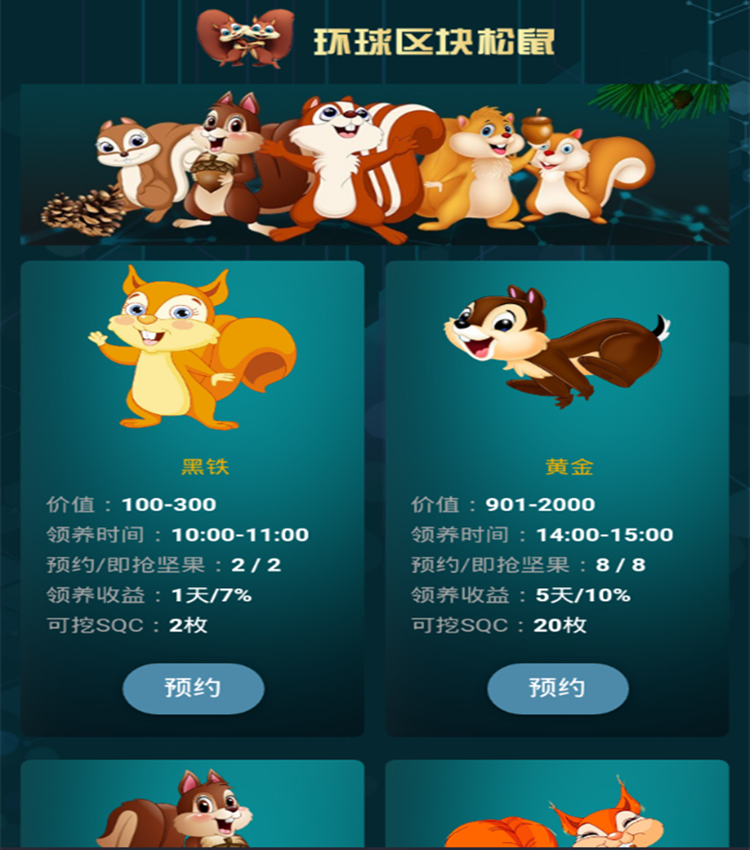 环球区块松鼠
黑铁
价值：100-300
领养时间：10:00-11:00
预约/即抢坚果：2 / 2
领养收益：1天/7%
可挖SQC：2枚
预约
黄金
价值：901-2000
领养时间：14:00-15:00
预约/即抢坚果：8 / 8
领养收益：5天/10%
可挖SQC：20枚
预约